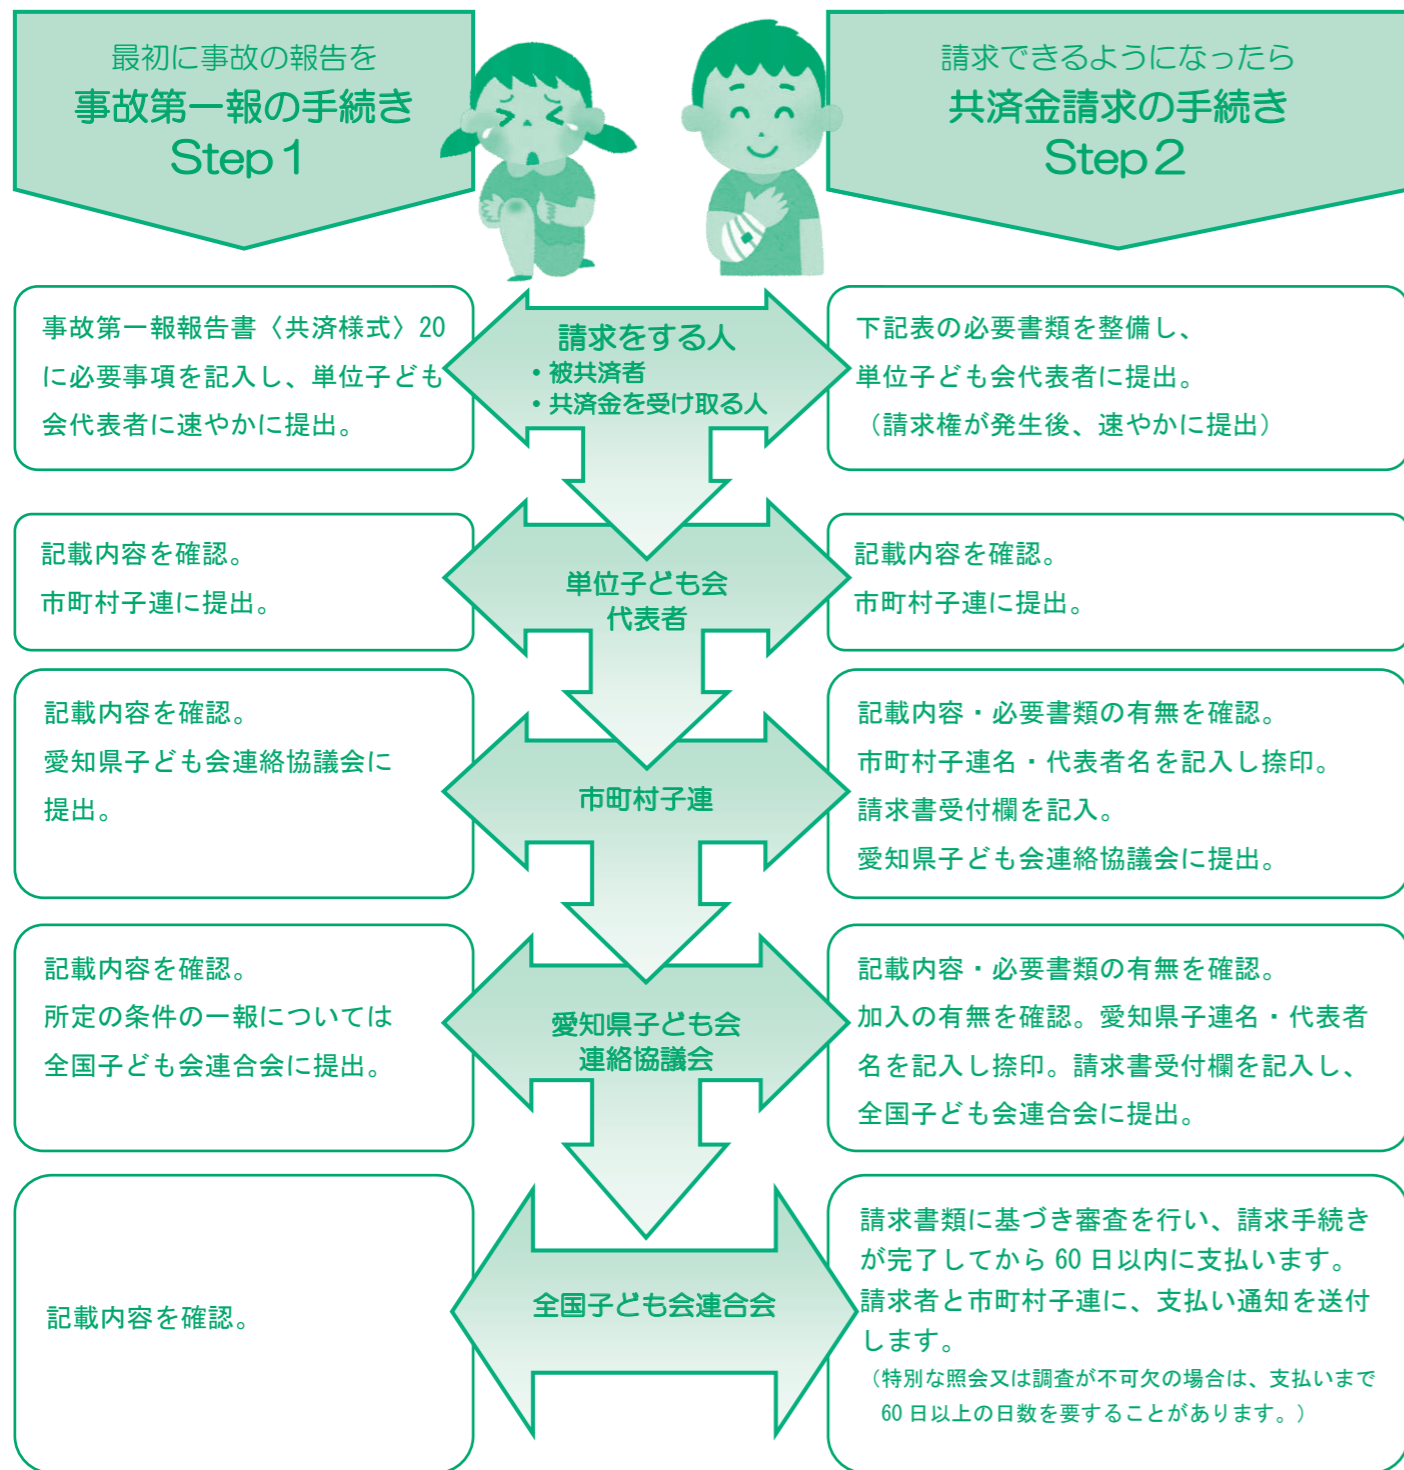 最初に事故の報告を
事故第一報の手続き
Step１
請求できるようになったら
共済金請求の手続き
Step２
事故第一報報告書〈共済様式〉20
に必要事項を記入し、単位子ども
会代表者に速やかに提出。
請求をする人
・被共済者
・共済金を受け取る人
下記表の必要書類を整備し、
単位子ども会代表者に提出。
（請求権が発生後、速やかに提出）
記載内容を確認。
市町村子連に提出。
単位子ども会
代表者
記載内容を確認。
市町村子連に提出。
記載内容を確認。
愛知県子ども会連絡協議会に
提出。
市町村子連
記載内容・必要書類の有無を確認。
市町村子連名・代表者名を記入し捺印。
請求書受付欄を記入。
愛知県子ども会連絡協議会に提出。
記載内容を確認。
所定の条件の一報については
全国子ども会連合会に提出。
愛知県子ども会
連絡協議会
記載内容・必要書類の有無を確認。
加入の有無を確認。愛知県子連名・代表者
名を記入し捺印。請求書受付欄を記入し、
全国子ども会連合会に提出。
記載内容を確認。
全国子ども会連合会
請求書類に基づき審査を行い、請求手続き
が完了してから 60 日以内に支払います。
請求者と市町村子連に、支払い通知を送付
します。
（特別な照会又は調査が不可欠の場合は、支払いまで
60 日以上の日数を要することがあります。）